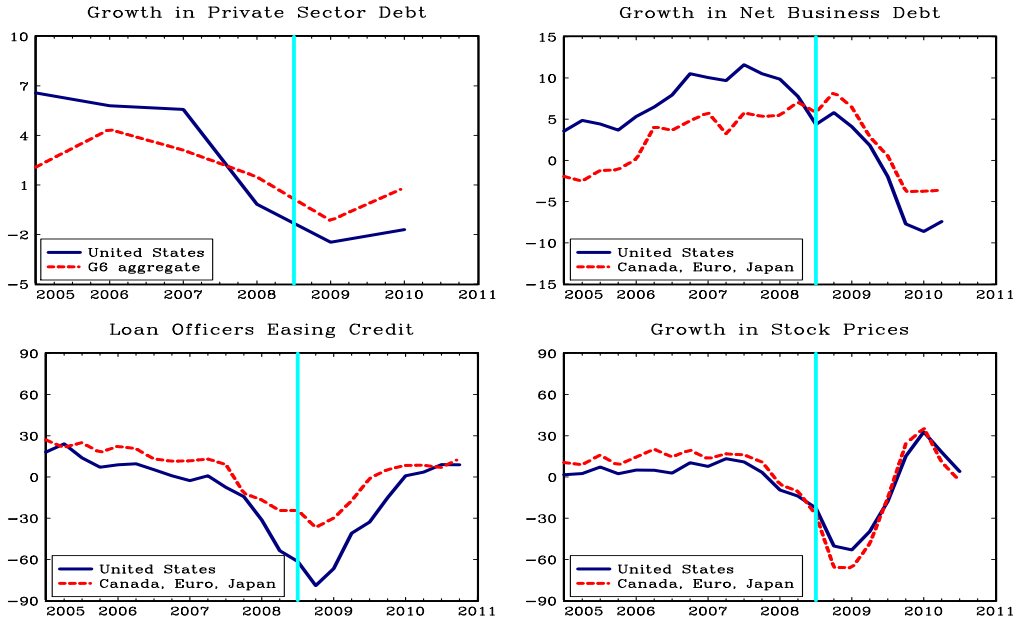 Growth in Private Sector Debt
10
7
4
1
−2
−5
2005 2006 2007 2008 2009 2010 2011
United States
G6 aggregate
Growth in Net Business Debt
15
10
5
0
−5
−10
−15
2005 2006 2007 2008 2009 2010 2011
United States
Canada, Euro, Japan
Loan Officers Easing Credit
90
60
30
0
−30
−60
−90
2005 2006 2007 2008 2009 2010 2011
United States
Canada, Euro, Japan
Growth in Stock Prices
90
60
30
0
−30
−60
−90
2005 2006 2007 2008 2009 2010 2011
United States
Canada, Euro, Japan